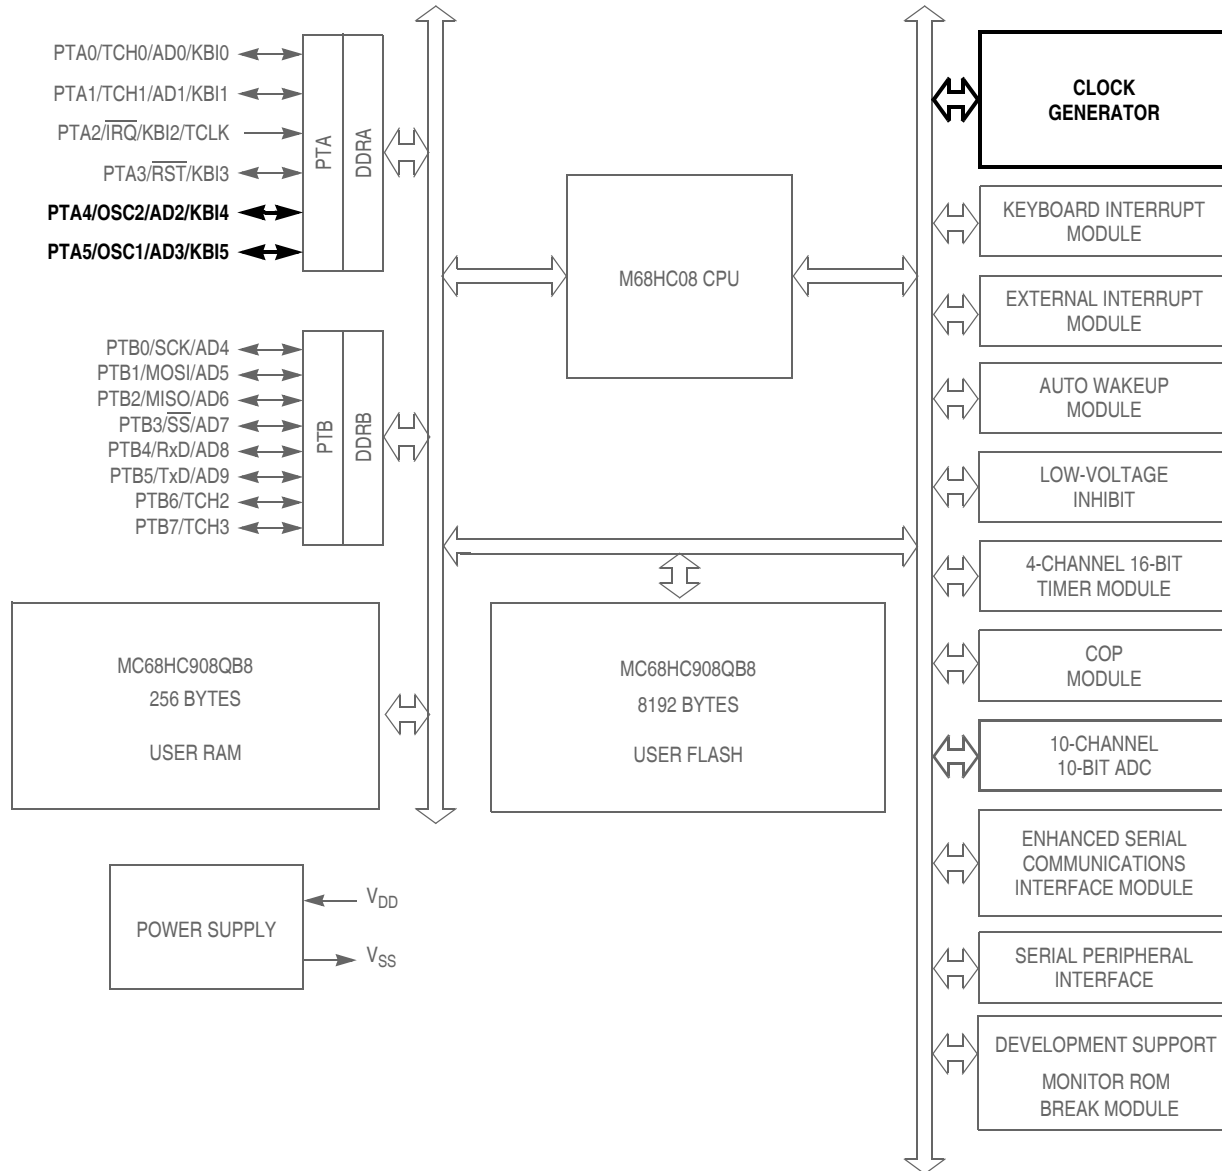 PTA0/TCH0/AD0/KBI0
PTA1/TCH1/AD1/KBI1
PTA2/IRQ/KBI2/TCLK
PTA3/RST/KBI3
PTA4/OSC2/AD2/KBI4
PTA5/OSC1/AD3/KBI5
PTA
DDRA
PTB0/SCK/AD4
PTB1/MOSI/AD5
PTB2/MISO/AD6
PTB3/SS/AD7
PTB4/RxD/AD8
PTB5/TxD/AD9
PTB6/TCH2
PTB7/TCH3
PTB
DDRB
M68HC08 CPU
MC68HC908QB8
256 BYTES
USER RAM
MC68HC908QB8
8192 BYTES
USER FLASH
POWER SUPPLY
VDD
VSS
CLOCK
GENERATOR
KEYBOARD INTERRUPT
MODULE
EXTERNAL INTERRUPT
MODULE
AUTO WAKEUP
MODULE
LOW-VOLTAGE
INHIBIT
4-CHANNEL 16-BIT
TIMER MODULE
COP
MODULE
10-CHANNEL
10-BIT ADC
ENHANCED SERIAL
COMMUNICATIONS
INTERFACE MODULE
SERIAL PERIPHERAL
INTERFACE
DEVELOPMENT SUPPORT
MONITOR ROM
BREAK MODULE